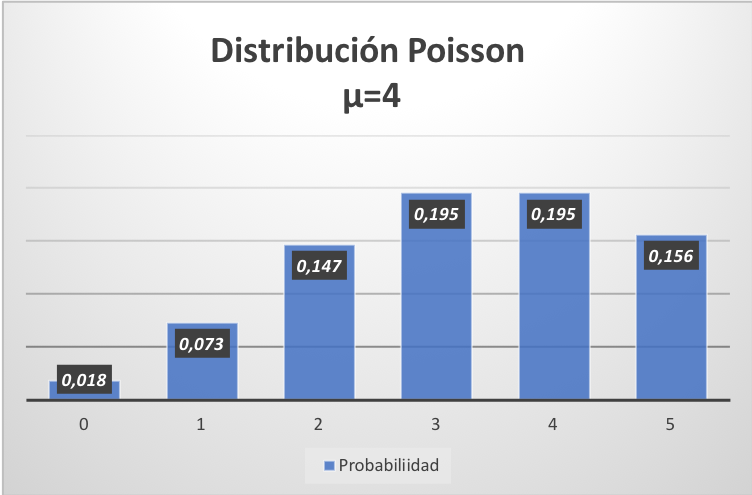 Distribución Poisson
μ=4
0,018
0,073
0,147
0,195
0,195
0,156
0 1 2 3 4 5
Probabiliidad